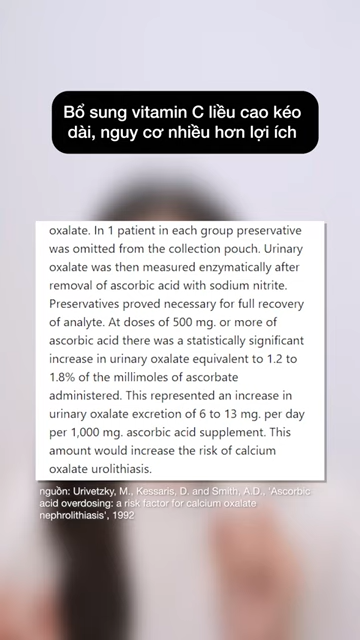 Bổ sung vitamin C liều cao kéo
dài, nguy cơ nhiều hơn lợi ích
oxalate. In 1 patient in each group preservative
was omitted from the collection pouch. Urinary
oxalate was then measured enzymatically after
removal of ascorbic acid with sodium nitrite.
Preservatives proved necessary for full recovery
of analyte. At doses of 500 mg. or more of
ascorbic acid there was a statistically significant
increase in urinary oxalate equivalent to 1.2 to
1.8% of the millimoles of ascorbate
administered. This represented an increase in
urinary oxalate excretion of 6 to 13 mg. per day
per 1,000 mg. ascorbic acid supplement. This
amount would increase the risk of calcium
oxalate urolithiasis.
nguồn: Urivetzky, M., Kessaris, D. and Smith, A.D., 'Ascorbic
acid overdosing: a risk factor for calcium oxalate
nephrolithiasis', 1992